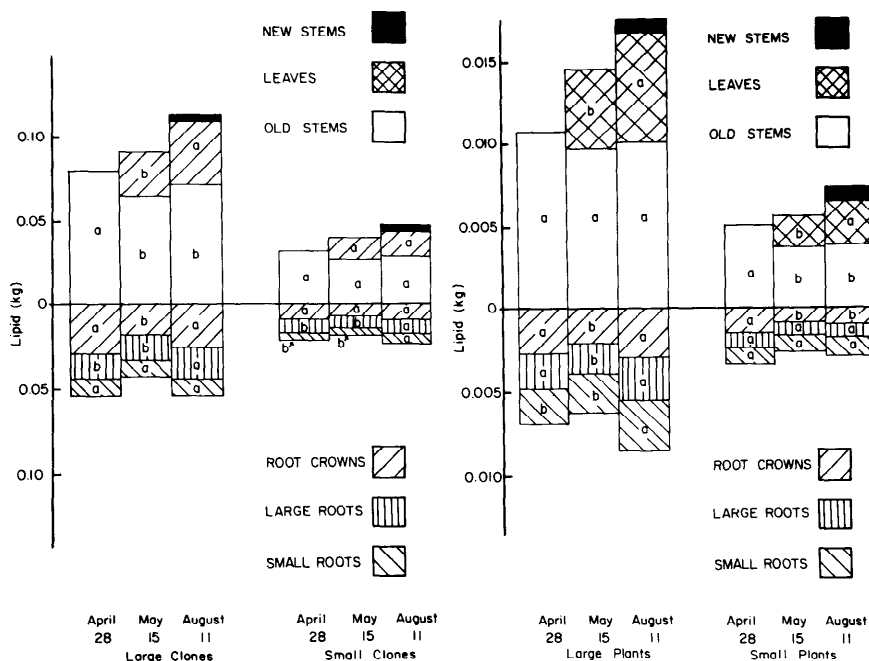 NEW STEMS
LEAVES
OLD STEMS
0.10
0.05
0
0.05
0.10
Lipid (kg)
a
b
b
b
a
a
b
a
b
b
a
a
a
a
a
a
a
a
a
a
a
b
b
a
b*
b*
a
ROOT CROWNS
LARGE ROOTS
SMALL ROOTS
April
28
May
15
August
11
Large Clones
April
28
May
15
August
11
Small Clones
NEW STEMS
LEAVES
OLD STEMS
0.015
0.010
0.005
0
0.005
0.010
Lipid (kg)
a
b
a
a
a
a
b
a
a
b
a
b
b
a
b
a
a
b
b
a
b
b
a
a
a
a
a
a
ROOT CROWNS
LARGE ROOTS
SMALL ROOTS
April
28
May
15
August
11
Large Plants
April
28
May
15
August
11
Small Plants